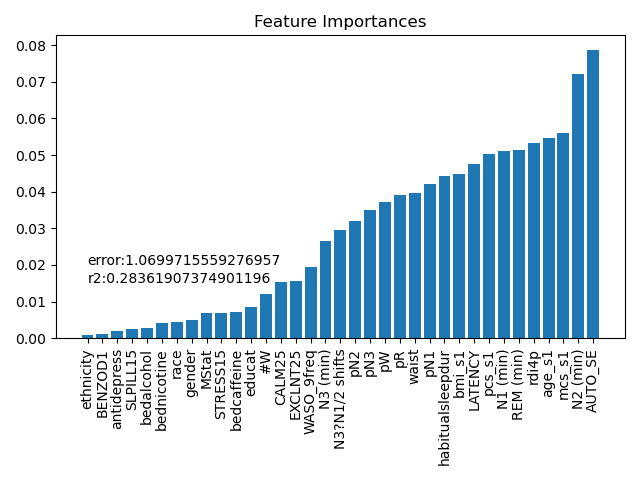 Feature Importances
0.08
0.07
0.06
0.05
0.04
0.03
0.02
0.01
0.00
error:1.0699715559276957
r2:0.28361907374901196
ethnicity
BENZOD1
antidepress
SLPILL15
bedalcohol
bednicotine
race
gender
MStat
STRESS15
bedcaffeine
educat
#W
CALM25
EXCLNT25
WASO_9freq
N3 (min)
N3?N1/2 shifts
pN2
pN3
pW
pR
waist
pN1
habitualsleepdur
bmi_s1
LATENCY
pcs_s1
N1 (min)
REM (min)
rdi4p
age_s1
mcs_s1
N2 (min)
AUTO_SE